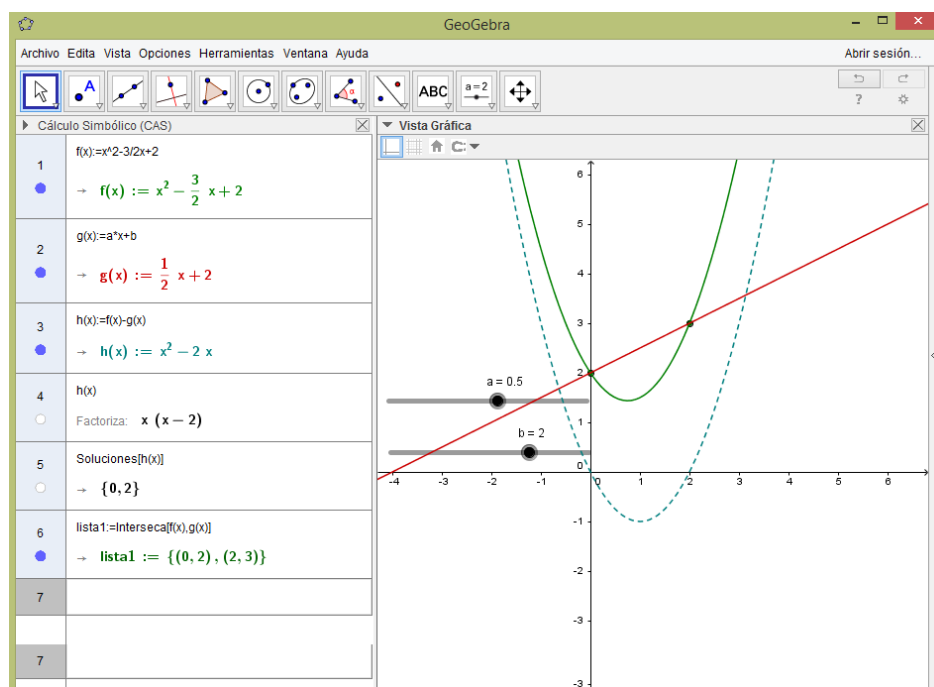 GeoGebra
Archivo Edita Vista Opciones Herramientas Ventana Ayuda
Abrir sesión...
ABC
a=2
Cálculo Simbólico (CAS)
Vista Gráfica
1
f(x):=x^2-3/2x+2
→ f(x) := x² − 3/2 x + 2
2
g(x):=a*x+b
→ g(x) := 1/2 x + 2
3
h(x):=f(x)-g(x)
→ h(x) := x² − 2 x
4
h(x)
Factoriza: x (x − 2)
5
Soluciones[h(x)]
→ {0, 2}
6
lista1:=Interseca[f(x),g(x)]
→ lista1 := {(0, 2) , (2, 3)}
7
7
6
5
4
3
2
1
0
-1
-2
-3
-3
a = 0.5
b = 2
-4 -3 -2 -1 0 1 2 3 4 5 6